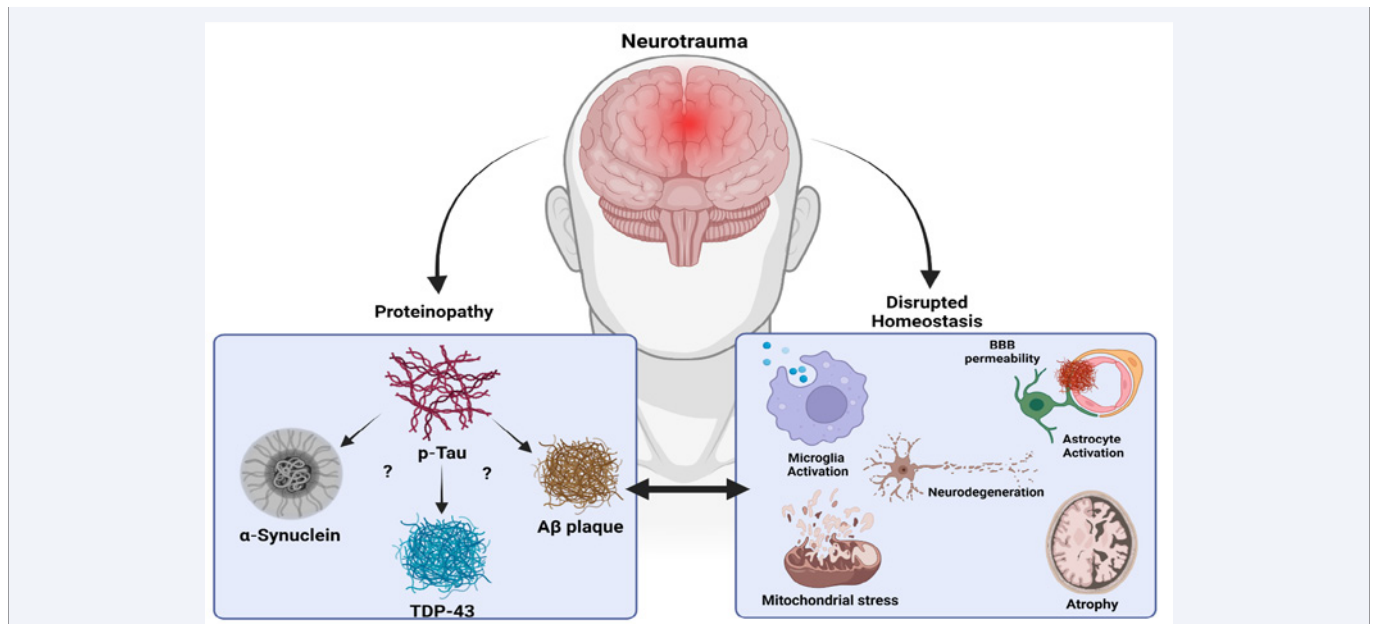 Neurotrauma
Proteinopathy
p-Tau
?
?
α-Synuclein
Aβ plaque
TDP-43
Disrupted
Homeostasis
BBB
permeability
Microglia
Activation
Astrocyte
Activation
Neurodegeneration
Mitochondrial stress
Atrophy